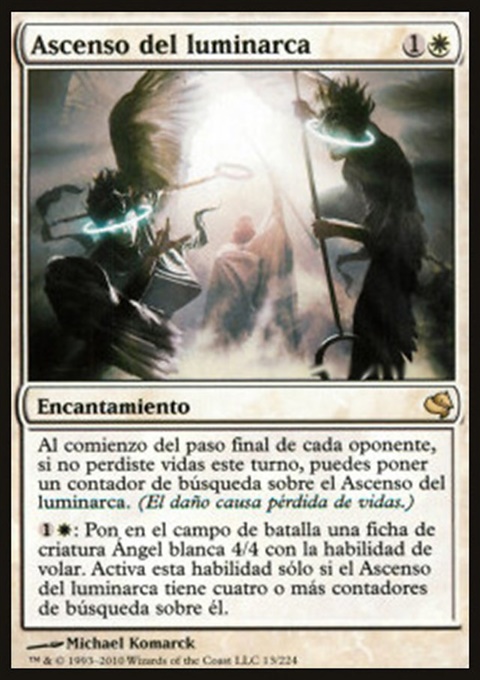 Ascenso del luminarca 1
Encantamiento
Al comienzo del paso final de cada oponente,
si no perdiste vidas este turno, puedes poner
un contador de búsqueda sobre el Ascenso del
luminarca. (El daño causa pérdida de vidas.)
1 : Pon en el campo de batalla una ficha de
criatura Ángel blanca 4/4 con la habilidad de
volar. Activa esta habilidad sólo si el Ascenso
del luminarca tiene cuatro o más contadores
de búsqueda sobre él.
Michael Komarck
™ & © 1993–2010 Wizards of the Coast LLC 13/224